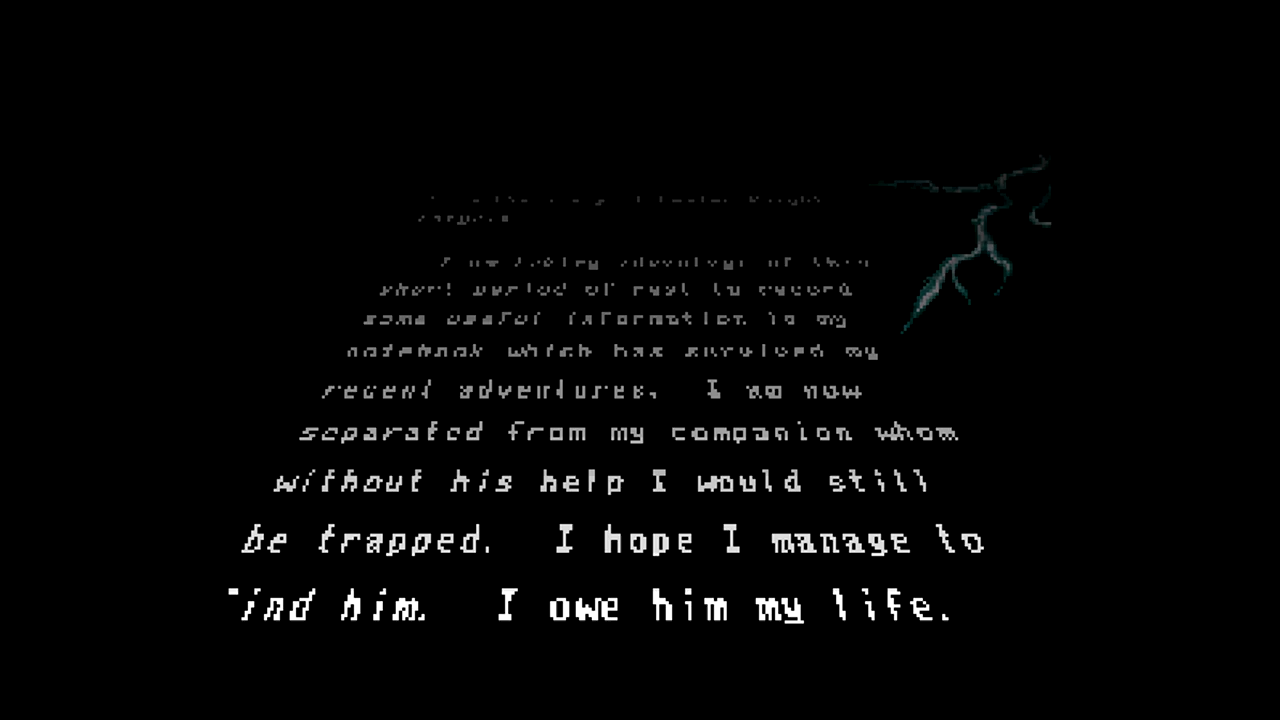 I am taking advantage of this
short period of rest to record
some useful information in my
notebook which has survived my
recent adventures. I am now
separated from my companion whom
without his help I would still
be trapped. I hope I manage to
find him. I owe him my life.